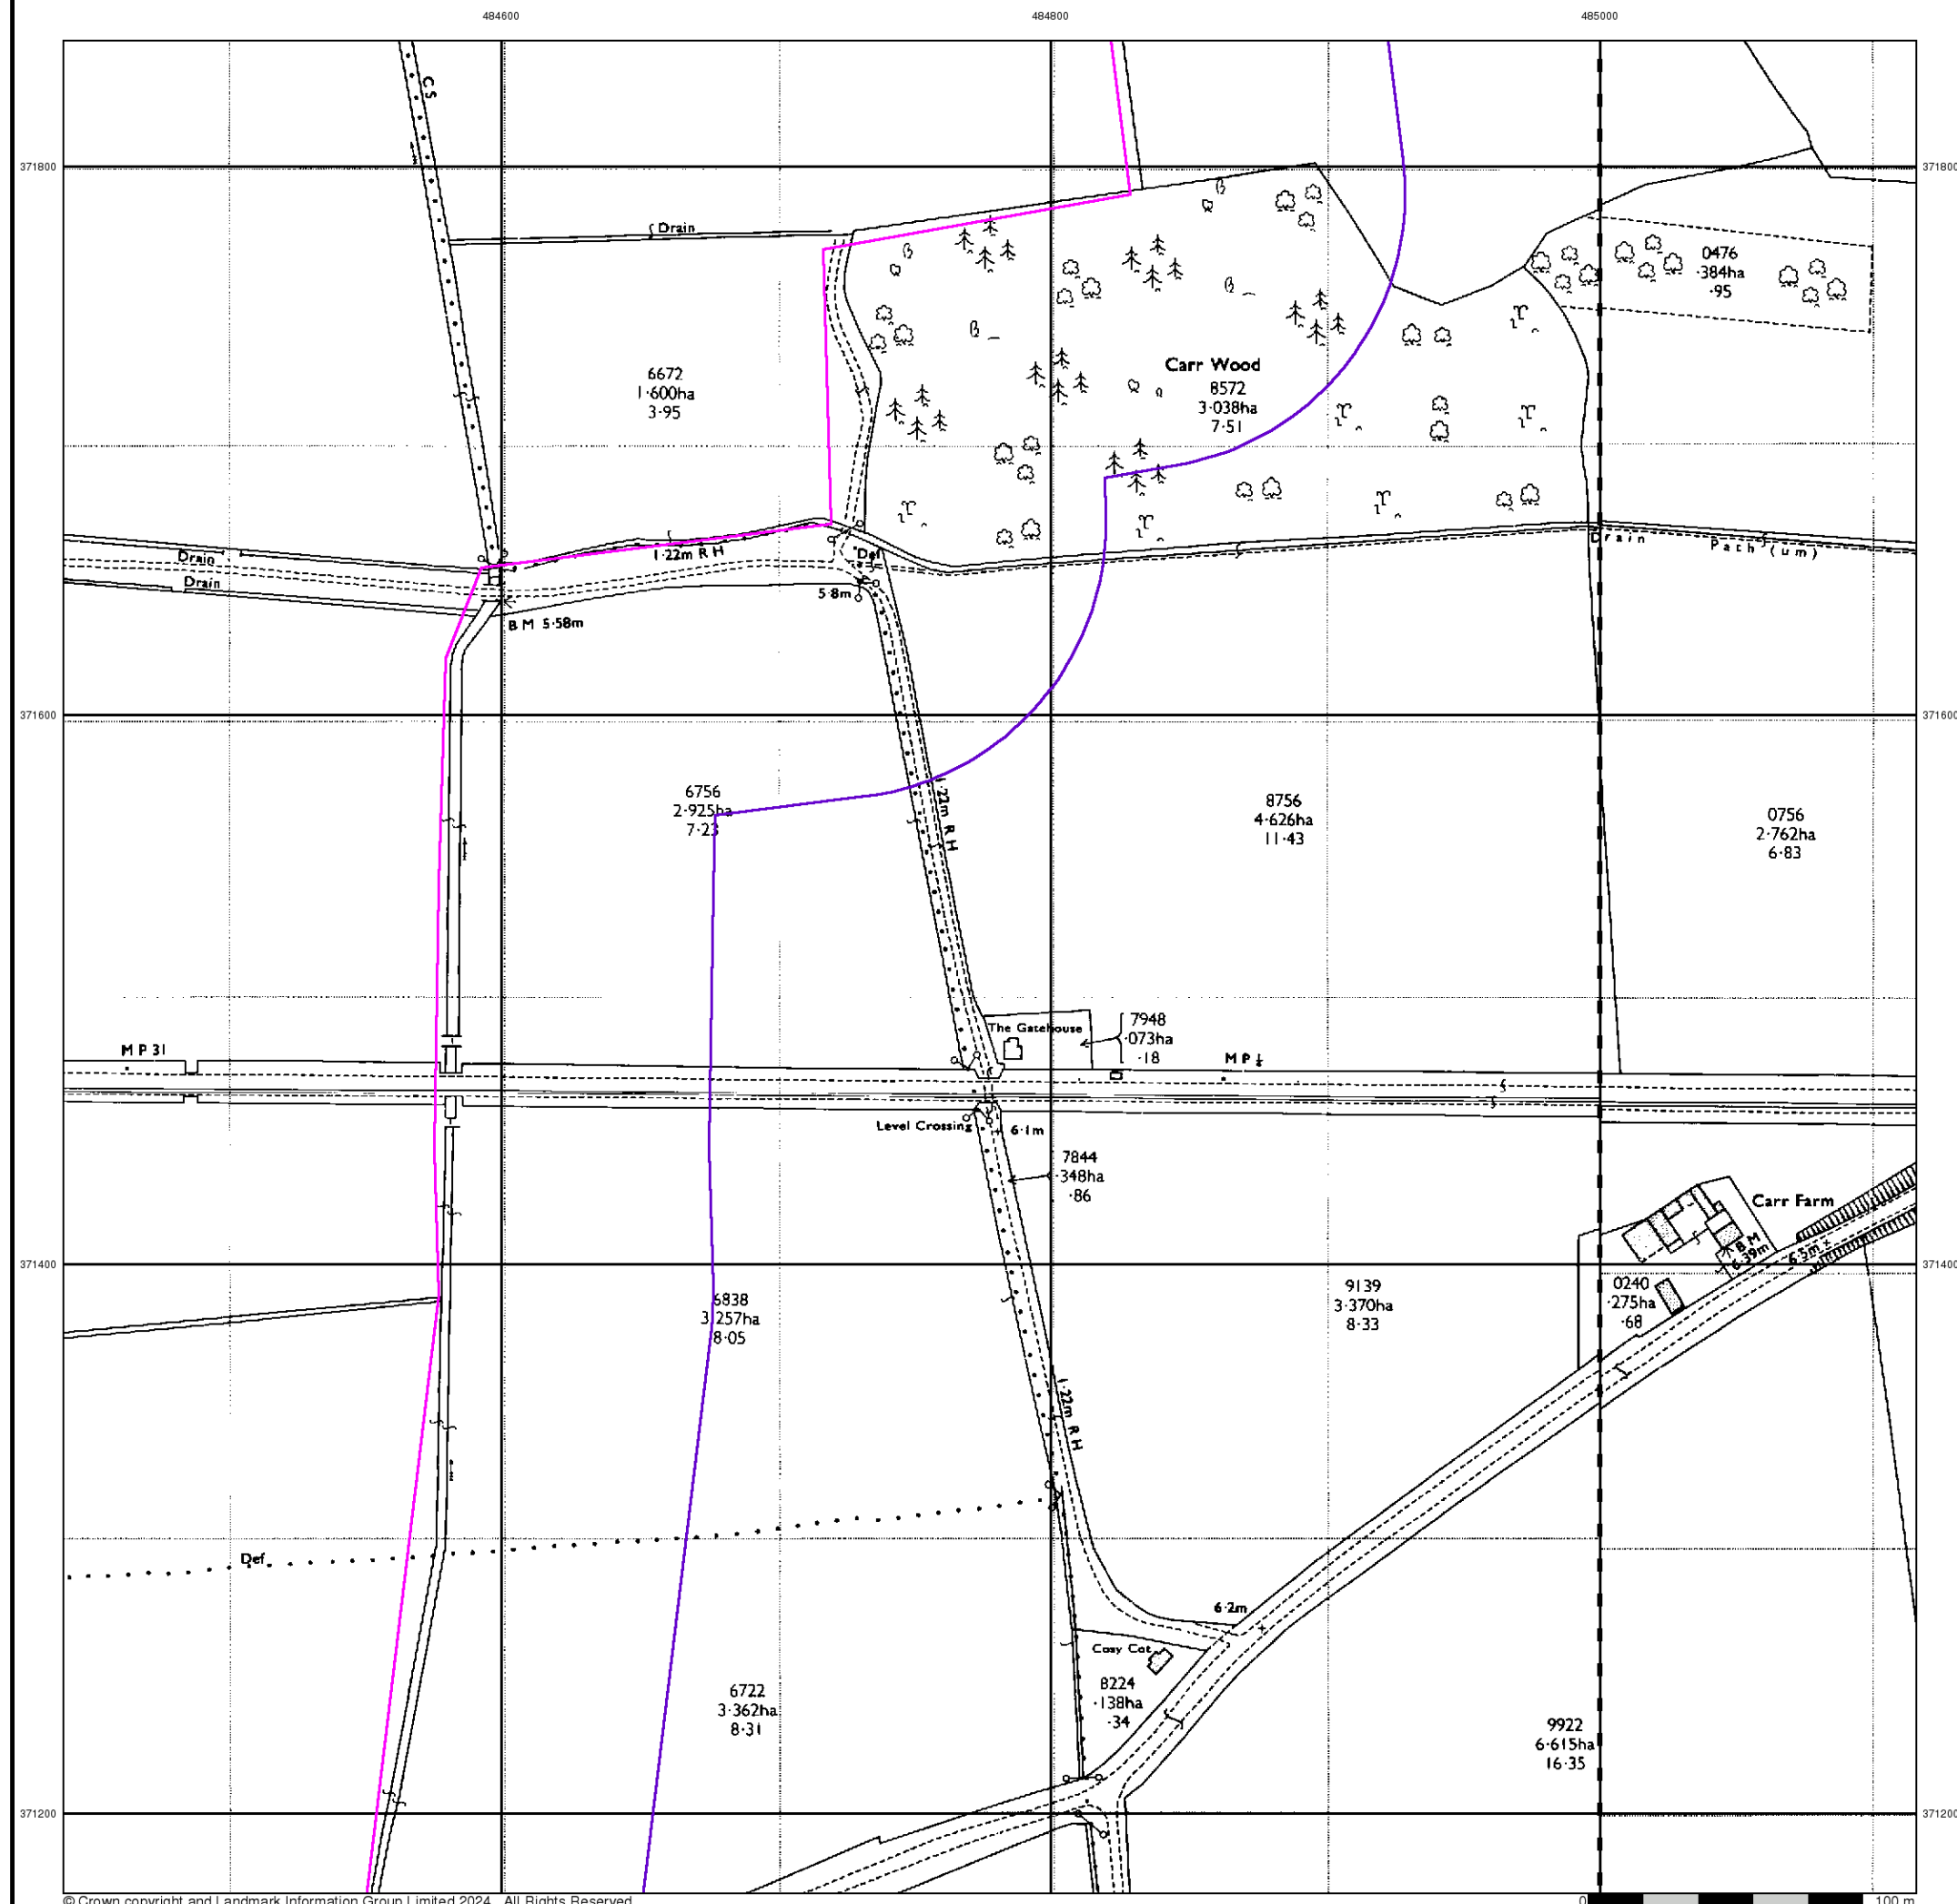 484600
484800
485000
C S
371800
371800
Drain
0476
·384ha
·95
Carr Wood
6672
1·600ha
3·95
8572
3·038ha
7·51
1·22m R H
Def
Drain
Drain
Drain
Path (um)
5·8m
B M 5·58m
371600
371600
6756
2·925ha
7·23
1·22m R H
8756
4·626ha
11·43
0756
2·762ha
6·83
The Gatehouse
7948
·073ha
·18
M P 31
M P
Level Crossing
6·1m
7844
·348ha
·86
Carr Farm
B M
6·39m
6·5m
371400
371400
6838
3·257ha
8·05
9139
3·370ha
8·33
0240
·275ha
·68
1·22m R H
Def
6·2m
Cosy Cot
8224
·138ha
·34
6722
3·362ha
8·31
9922
6·615ha
16·35
371200
371200
© Crown copyright and Landmark Information Group Limited 2024. All Rights Reserved.
0
100 m